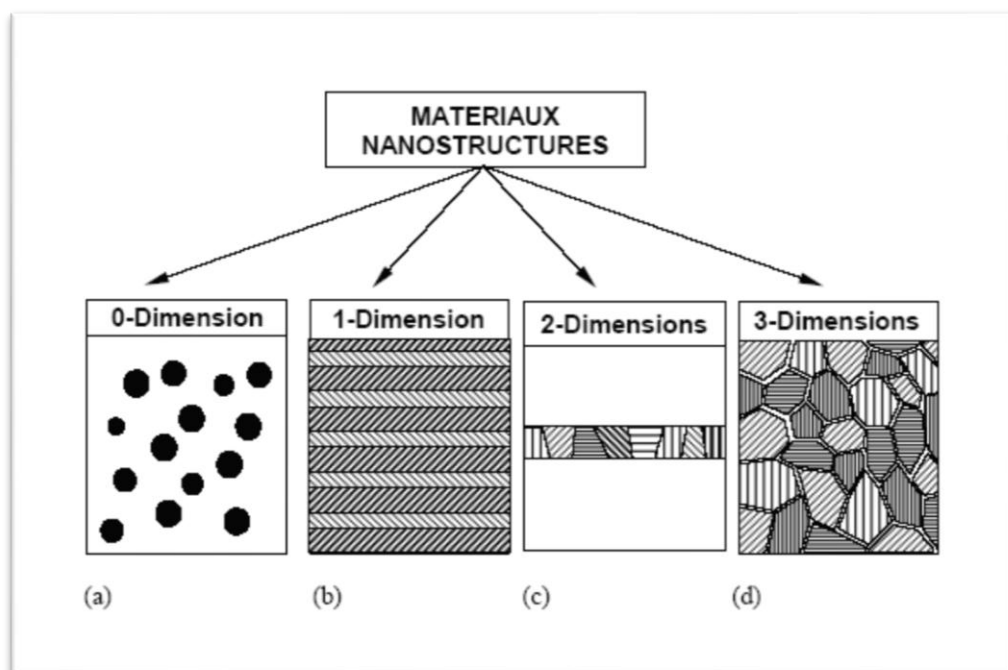 MATERIAUX
NANOSTRUCTURES
0-Dimension
1-Dimension
2-Dimensions
3-Dimensions
(a)
(b)
(c)
(d)